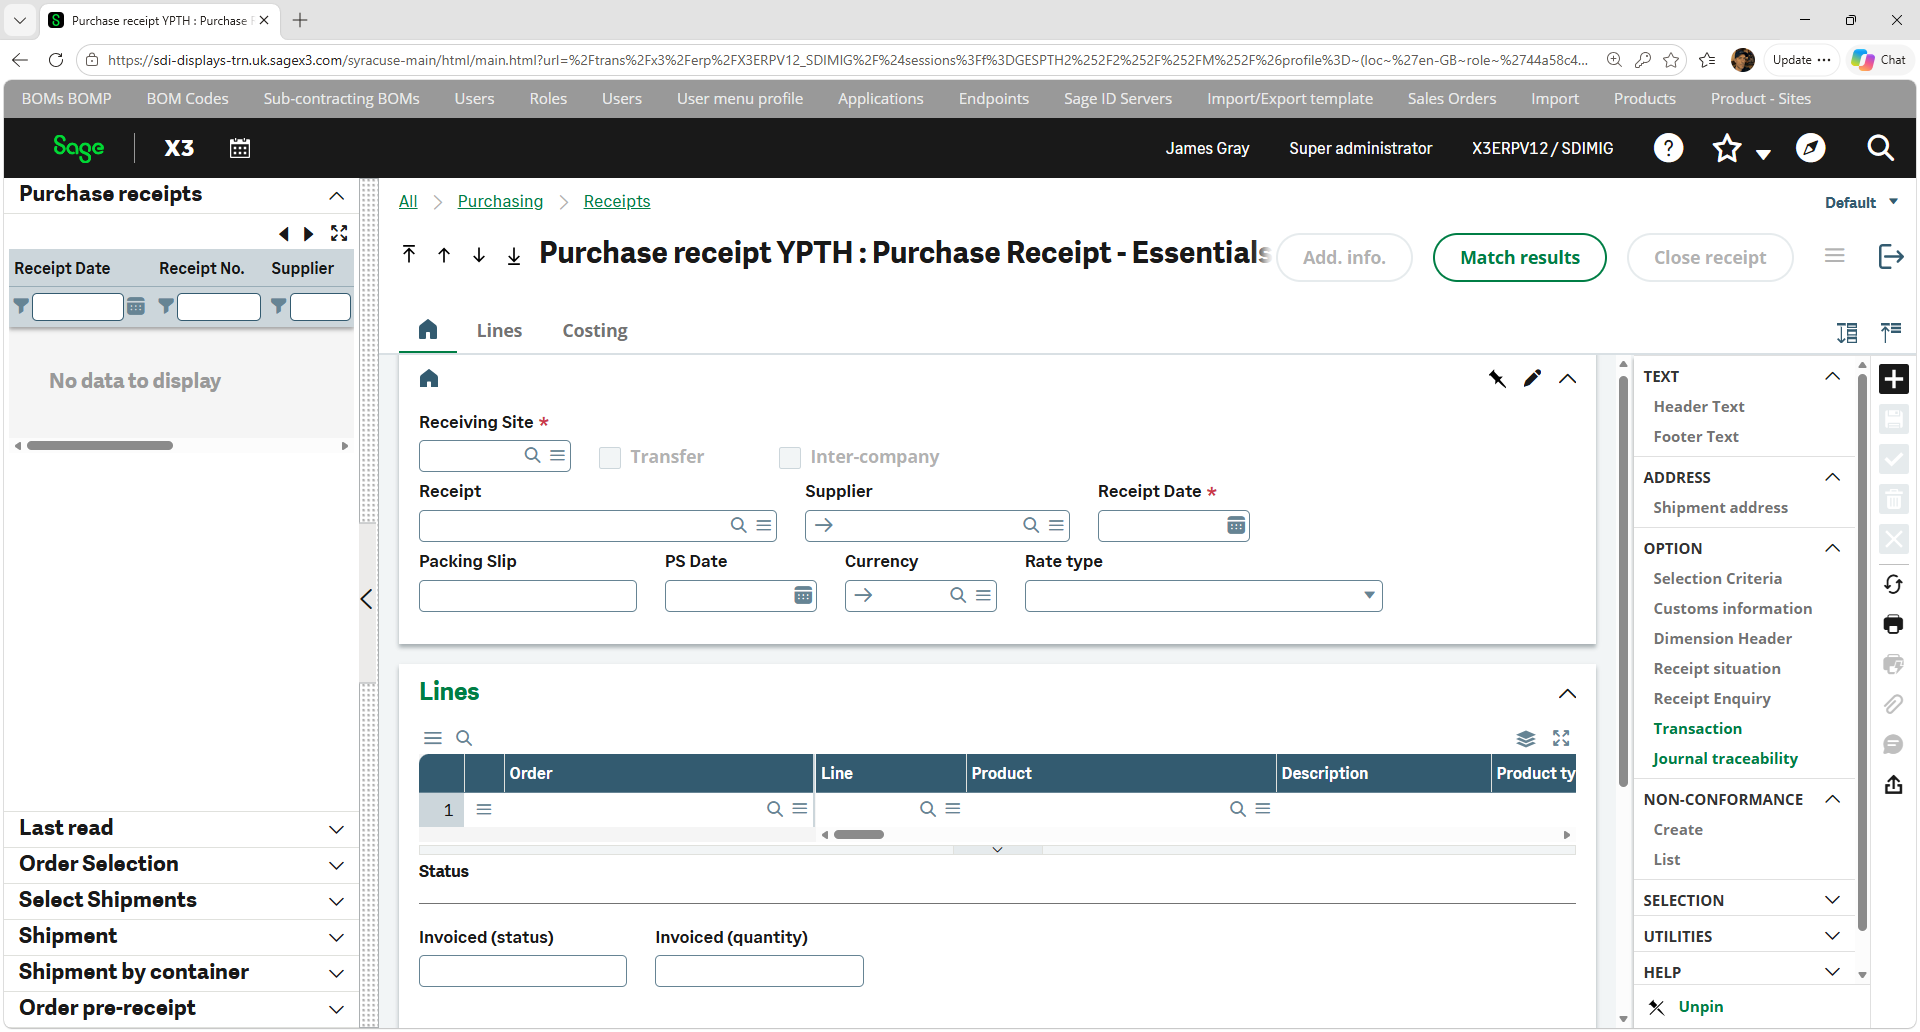 Purchase receipt YPTH : Purchase
https://sdi-displays-trn.uk.sagex3.com/syracuse-main/html/main.html?url=%2Ftrans%2Fx3%2Ferp%2FX3ERPV12_SDIMIG%2F%24sessions%3Ff%3DGESPTH2%252F2%252F%252FM%252F%26profile%3D~(loc~%27en-GB~role~%2744a58c4...
Update
Chat
BOMs BOMP
BOM Codes
Sub-contracting BOMs
Users
Roles
Users
User menu profile
Applications
Endpoints
Sage ID Servers
Import/Export template
Sales Orders
Import
Products
Product - Sites
Sage
X3
James Gray
Super administrator
X3ERPV12 / SDIMIG
Purchase receipts
Receipt Date
Receipt No.
Supplier
No data to display
Last read
Order Selection
Select Shipments
Shipment
Shipment by container
Order pre-receipt
All
Purchasing
Receipts
Default
Purchase receipt YPTH : Purchase Receipt - Essentials
Add. info.
Match results
Close receipt
Lines
Costing
Receiving Site *
Transfer
Inter-company
Receipt
Supplier
Receipt Date *
Packing Slip
PS Date
Currency
Rate type
Lines
Order
Line
Product
Description
Product ty
1
Status
Invoiced (status)
Invoiced (quantity)
TEXT
Header Text
Footer Text
ADDRESS
Shipment address
OPTION
Selection Criteria
Customs information
Dimension Header
Receipt situation
Receipt Enquiry
Transaction
Journal traceability
NON-CONFORMANCE
Create
List
SELECTION
UTILITIES
HELP
Unpin